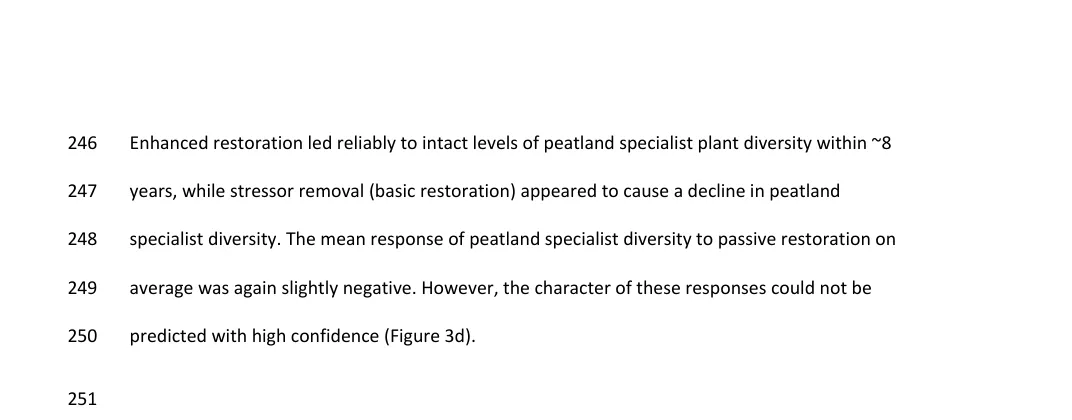 246 Enhanced restoration led reliably to intact levels of peatland specialist plant diversity within ~8
247 years, while stressor removal (basic restoration) appeared to cause a decline in peatland
248 specialist diversity. The mean response of peatland specialist diversity to passive restoration on
249 average was again slightly negative. However, the character of these responses could not be
250 predicted with high confidence (Figure 3d).
251